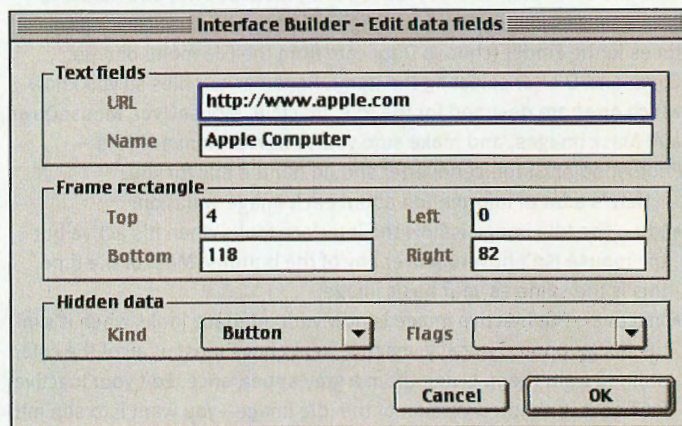 Interface Builder – Edit data fields
Text fields
URL http://www.apple.com
Name Apple Computer
Frame rectangle
Top 4 Left 0
Bottom 118 Right 82
Hidden data
Kind Button Flags
Cancel OK